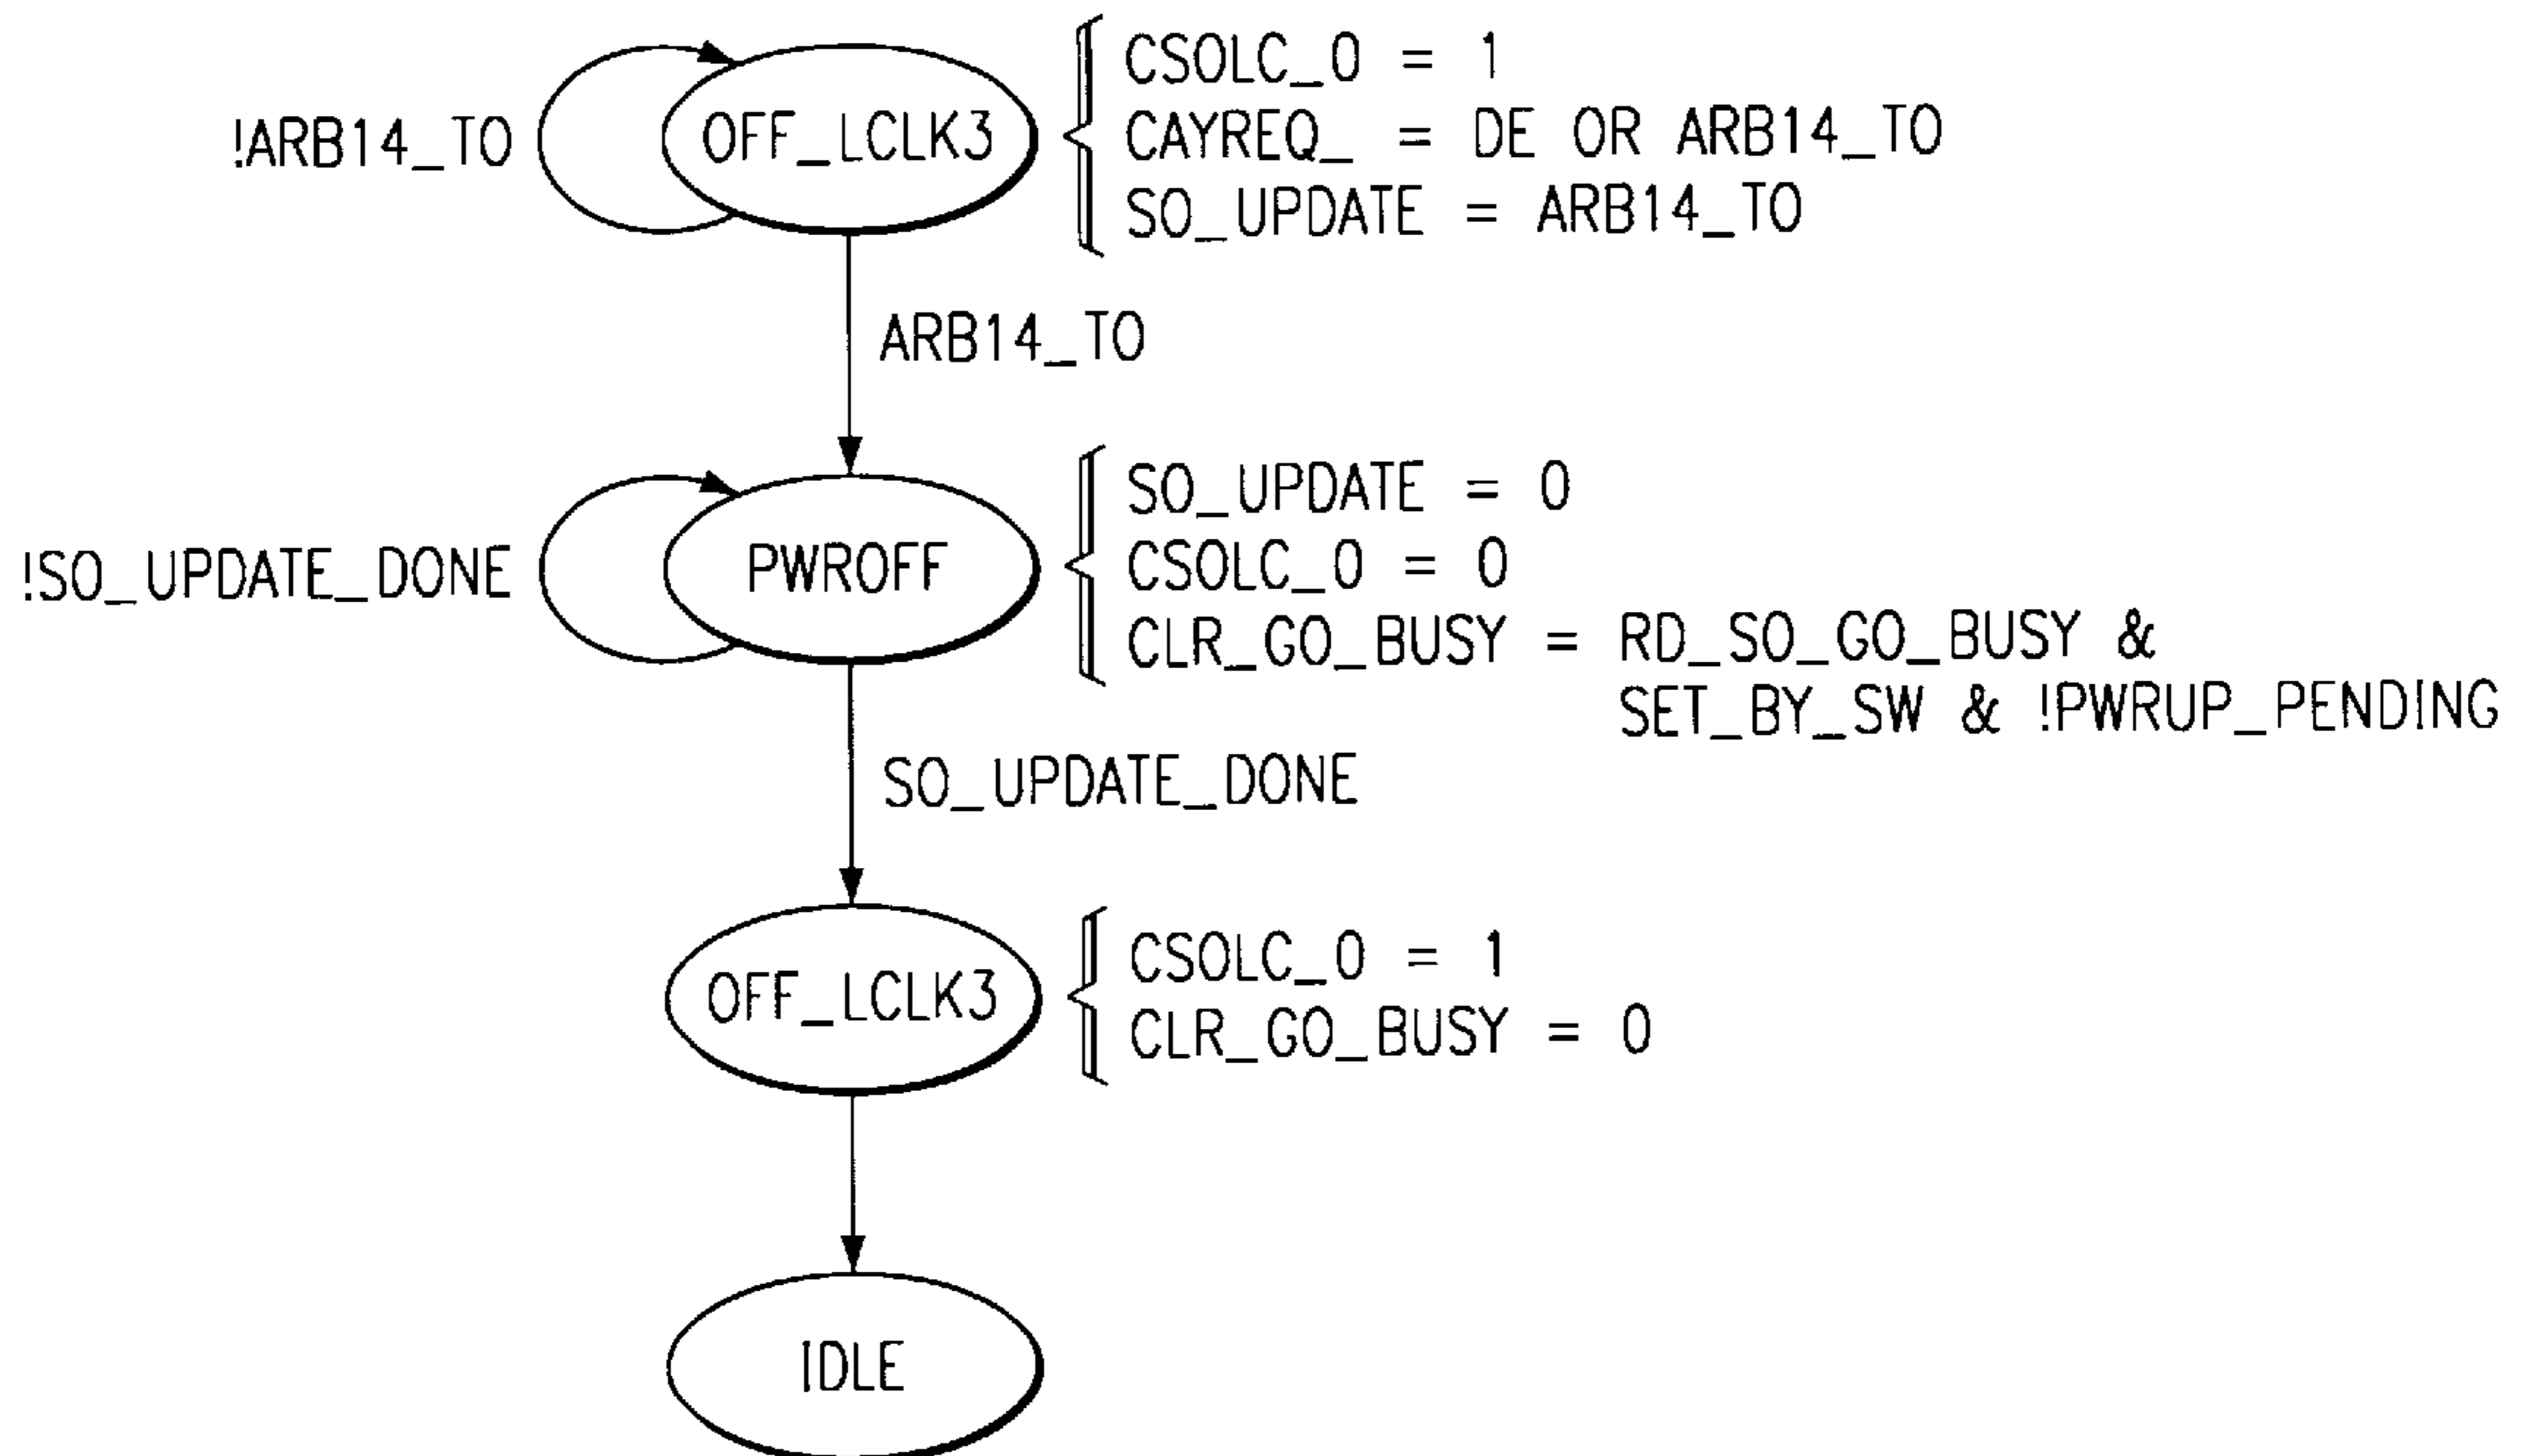 !ARB14_TO
OFF_LCLK3
CSOLC_0 = 1
CAYREQ_ = DE OR ARB14_TO
SO_UPDATE = ARB14_TO
ARB14_TO
!SO_UPDATE_DONE
PWROFF
SO_UPDATE = 0
CSOLC_0 = 0
CLR_GO_BUSY = RD_SO_GO_BUSY &
SET_BY_SW & !PWRUP_PENDING
SO_UPDATE_DONE
OFF_LCLK3
CSOLC_0 = 1
CLR_GO_BUSY = 0
IDLE